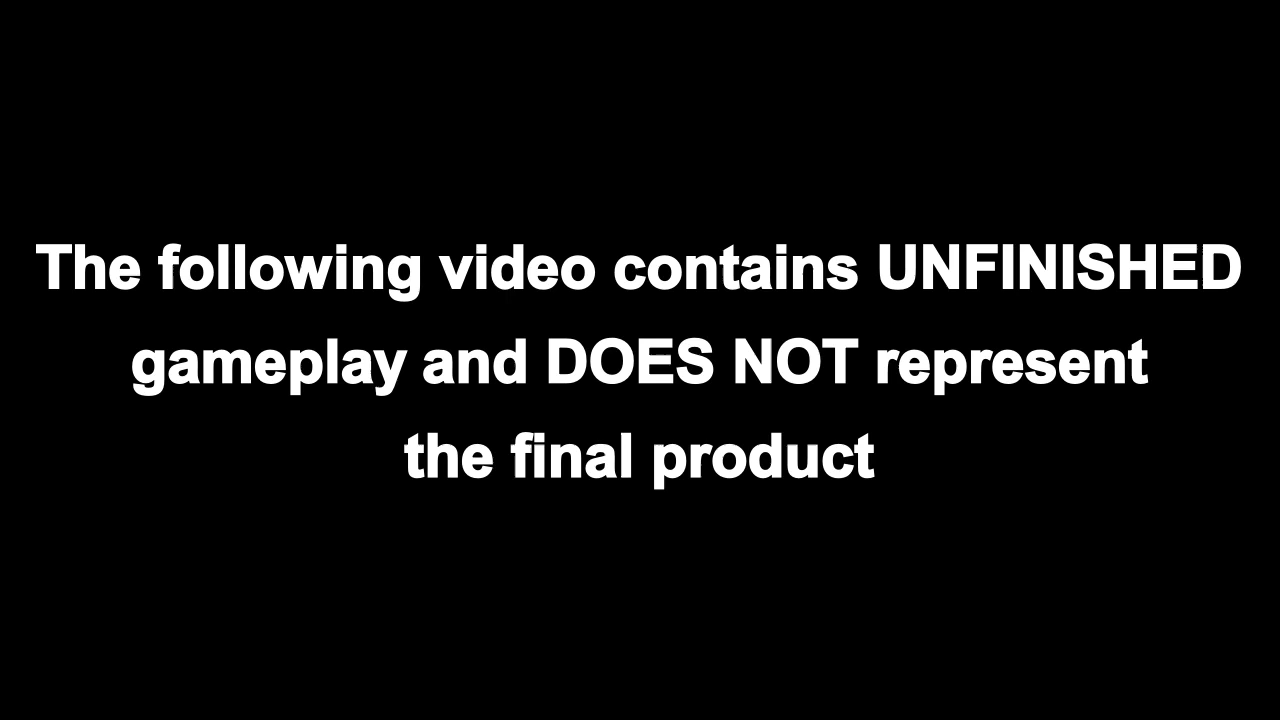 The following video contains UNFINISHED
gameplay and DOES NOT represent
the final product